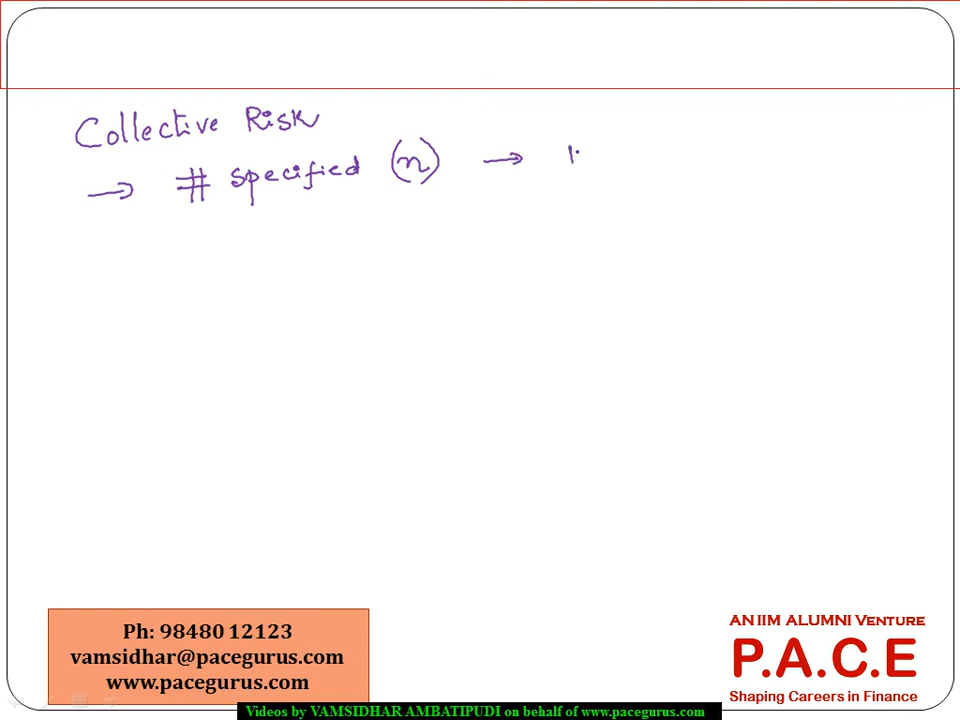 Collective Risk
→ # specified (n) →
Ph: 98480 12123
vamsidhar@pacegurus.com
www.pacegurus.com
AN IIM ALUMNI VENTURE
P.A.C.E
Shaping Careers in Finance
Videos by VAMSIDHAR AMBATIPUDI on behalf of www.pacegurus.com